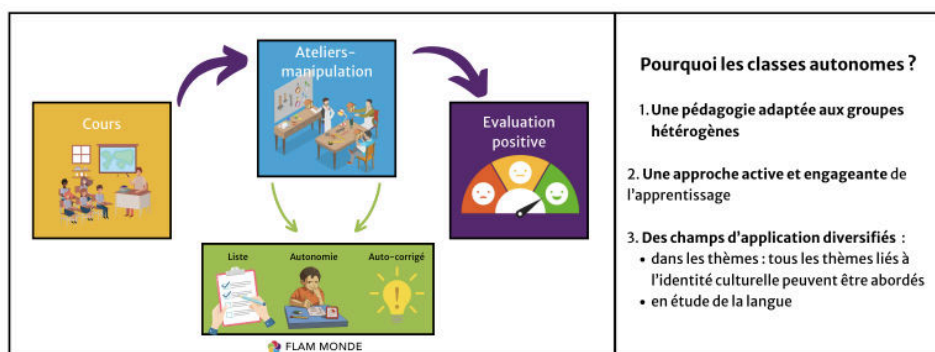 Cours
Ateliers-
manipulation
Evaluation
positive
Liste
Autonomie
Auto-corrigé
FLAM MONDE
Pourquoi les classes autonomes ?
1. Une pédagogie adaptée aux groupes
hétérogènes
2. Une approche active et engageante de
l'apprentissage
3. Des champs d'application diversifiés :
• dans les thèmes : tous les thèmes liés à
l'identité culturelle peuvent être abordés
• en étude de la langue